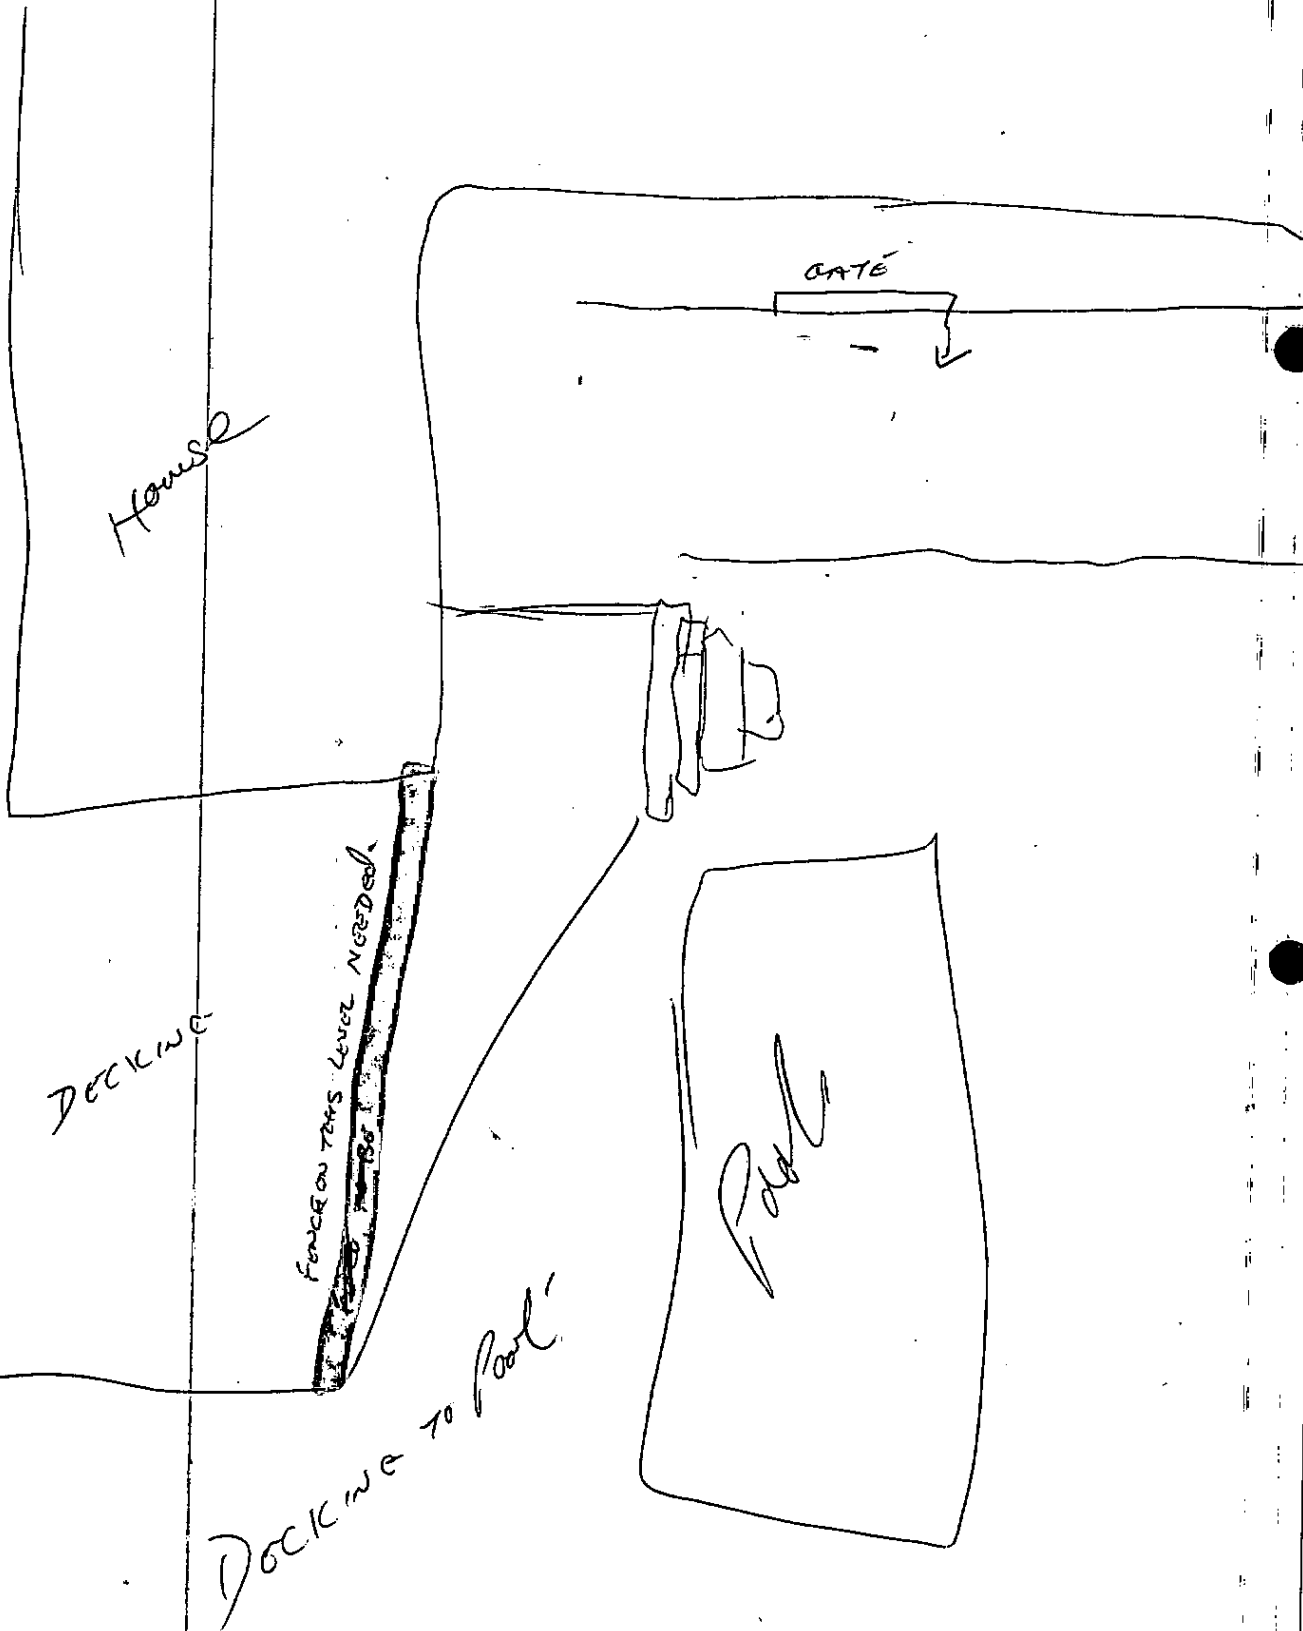 GATE
House
FENCE ON THIS LEVEL NEEDED.
DECKING
Pool
DECKING TO Pool